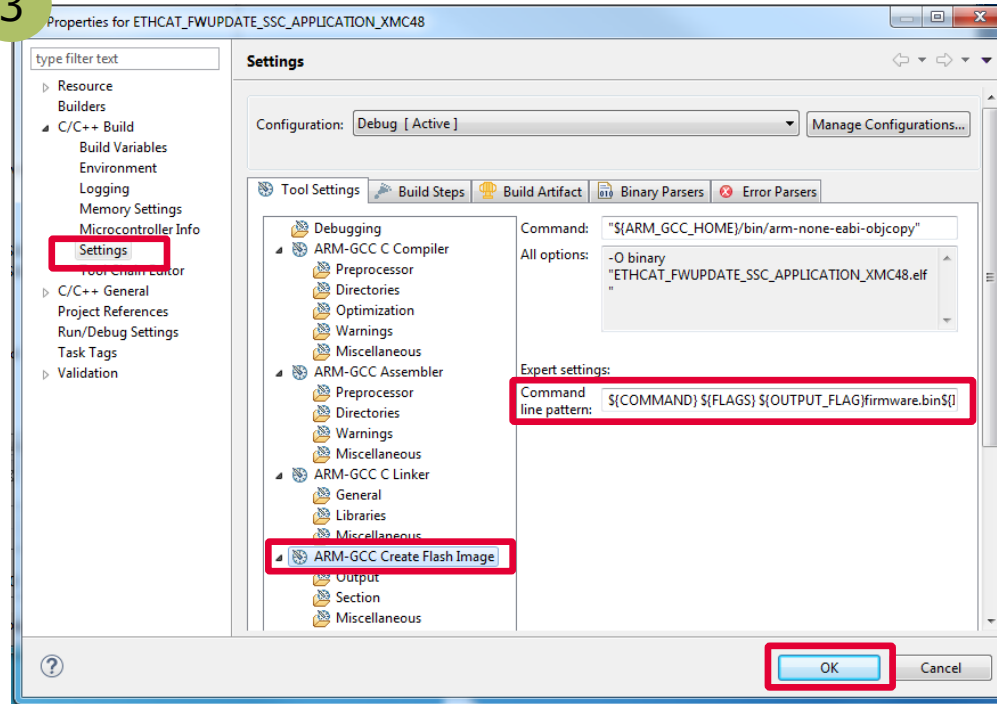 3
Properties for ETHCAT_FWUPDATE_SSC_APPLICATION_XMC48
type filter text
Resource
Builders
C/C++ Build
Build Variables
Environment
Logging
Memory Settings
Microcontroller Info
Settings
Tool Chain Editor
C/C++ General
Project References
Run/Debug Settings
Task Tags
Validation
Settings
Configuration: Debug [ Active ]
Manage Configurations...
Tool Settings Build Steps Build Artifact Binary Parsers Error Parsers
Debugging
ARM-GCC C Compiler
Preprocessor
Directories
Optimization
Warnings
Miscellaneous
ARM-GCC Assembler
Preprocessor
Directories
Warnings
Miscellaneous
ARM-GCC C Linker
General
Libraries
Miscellaneous
ARM-GCC Create Flash Image
Output
Section
Miscellaneous
Command: "${ARM_GCC_HOME}/bin/arm-none-eabi-objcopy"
All options: -O binary
"ETHCAT_FWUPDATE_SSC_APPLICATION_XMC48.elf
"
Expert settings:
Command
line pattern: ${COMMAND} ${FLAGS} ${OUTPUT_FLAG}firmware.bin${
OK Cancel